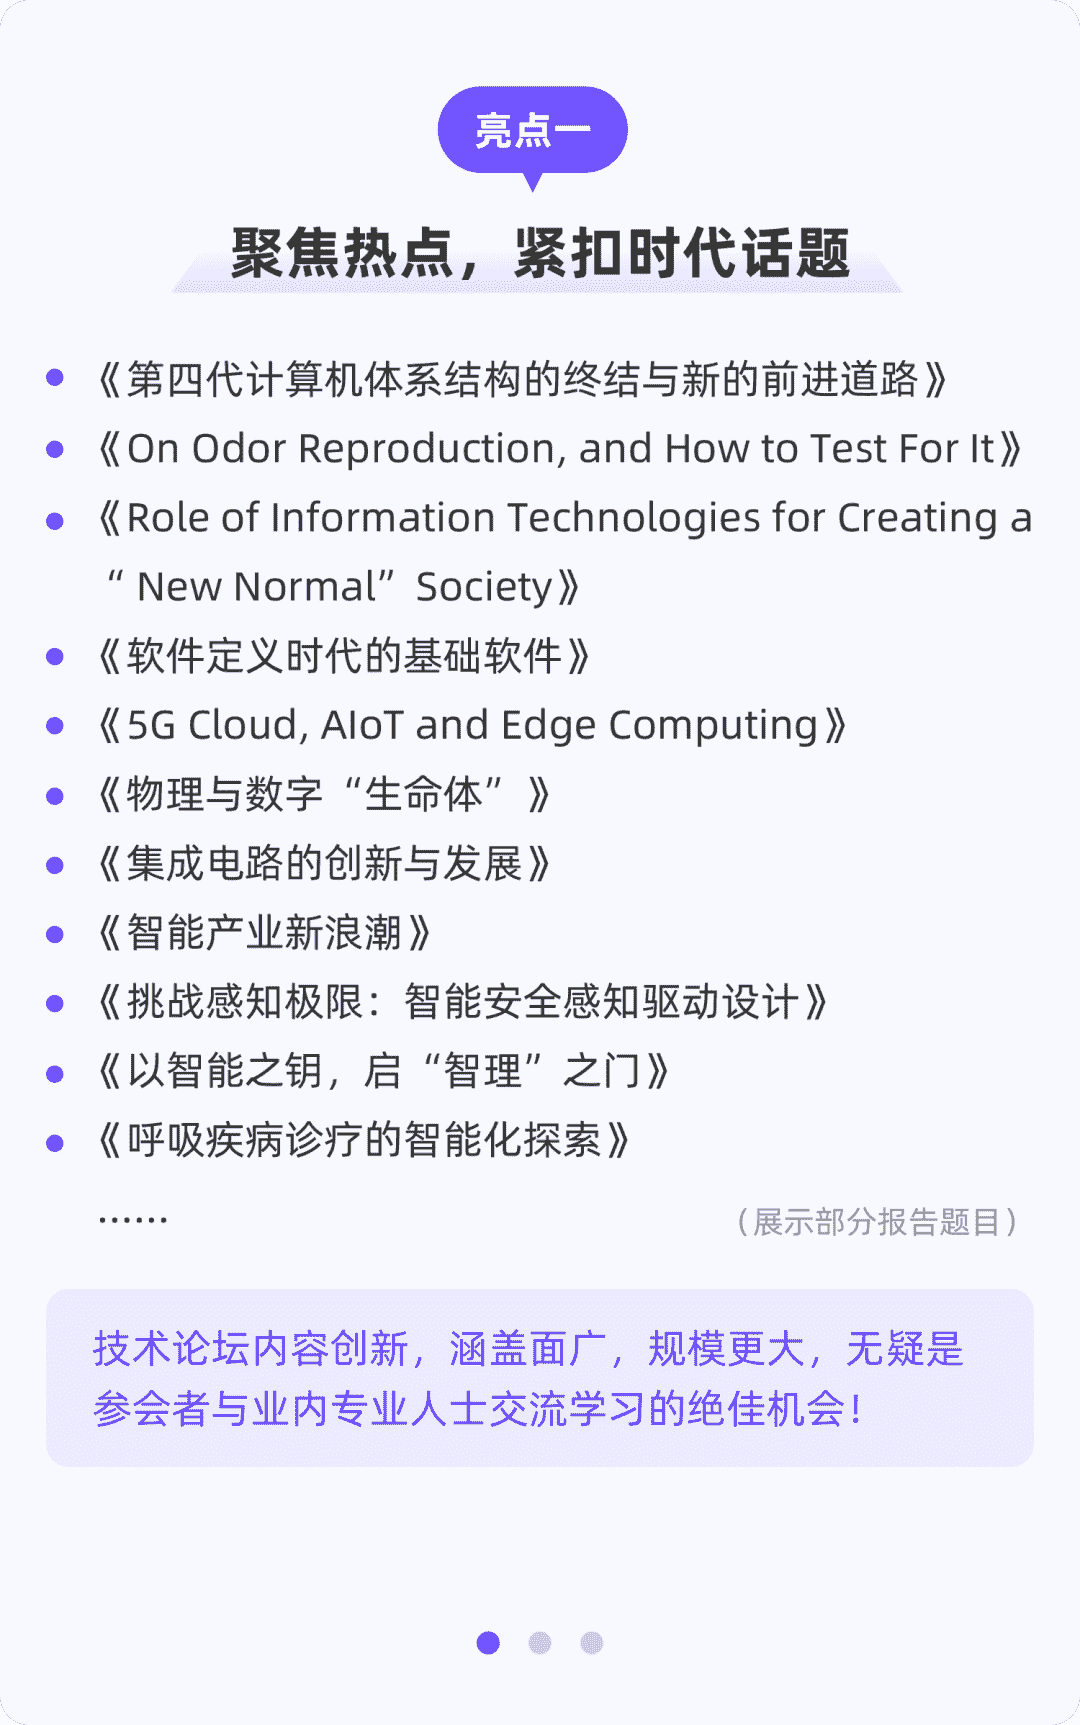 亮点一
聚焦热点，紧扣时代话题
《第四代计算机体系结构的终结与新的前进道路》
《On Odor Reproduction, and How to Test For It》
《Role of Information Technologies for Creating a
“ New Normal” Society》
《软件定义时代的基础软件》
《5G Cloud, AIoT and Edge Computing》
《物理与数字“生命体” 》
《集成电路的创新与发展》
《智能产业新浪潮》
《挑战感知极限：智能安全感知驱动设计》
《以智能之钥，启“智理”之门》
《呼吸疾病诊疗的智能化探索》
……
（展示部分报告题目）
技术论坛内容创新，涵盖面广，规模更大，无疑是
参会者与业内专业人士交流学习的绝佳机会！